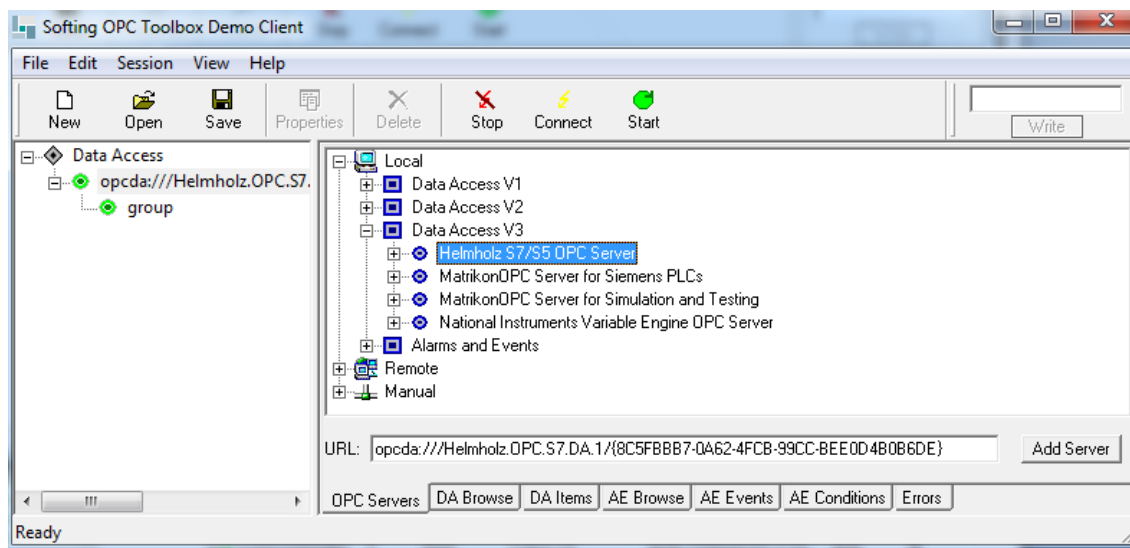 Softing OPC Toolbox Demo Client
File Edit Session View Help
New Open Save Properties Delete Stop Connect Start Write
Data Access
opcda:///Helmholz.OPC.S7.
group
Local
Data Access V1
Data Access V2
Data Access V3
Helmholz S7/S5 OPC Server
MatrikonOPC Server for Siemens PLCs
MatrikonOPC Server for Simulation and Testing
National Instruments Variable Engine OPC Server
Alarms and Events
Remote
Manual
URL: opcda:///Helmholz.OPC.S7.DA.1/{8C5FBBB7-0A62-4FCB-99CC-BEE0D4B0B6DE} Add Server
OPC Servers DA Browse DA Items AE Browse AE Events AE Conditions Errors
Ready